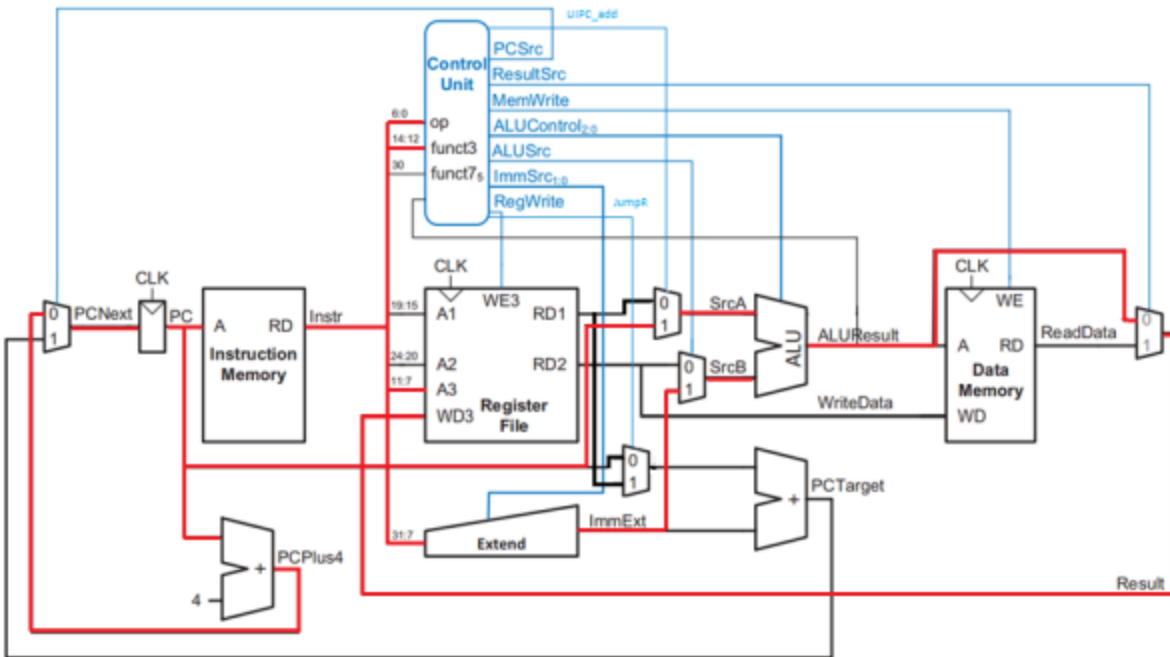 UIPC_add
PCSrc
Control
Unit
ResultSrc
MemWrite
6:0
op
ALUControl2:0
14:12
funct3
ALUSrc
30
funct75
ImmSrc1:0
RegWrite
JumpR
CLK
CLK
CLK
WE3
WE
0
1
PCNext
PC
A
RD
Instr
Instruction
Memory
19:15
A1
RD1
0
1
SrcA
ALU
ALUResult
A
RD
ReadData
0
1
24:20
A2
RD2
0
1
SrcB
Data
Memory
11:7
A3
WD3
Register
File
WriteData
WD
0
1
+
PCTarget
31:7
Extend
ImmExt
+
PCPlus4
4
Result